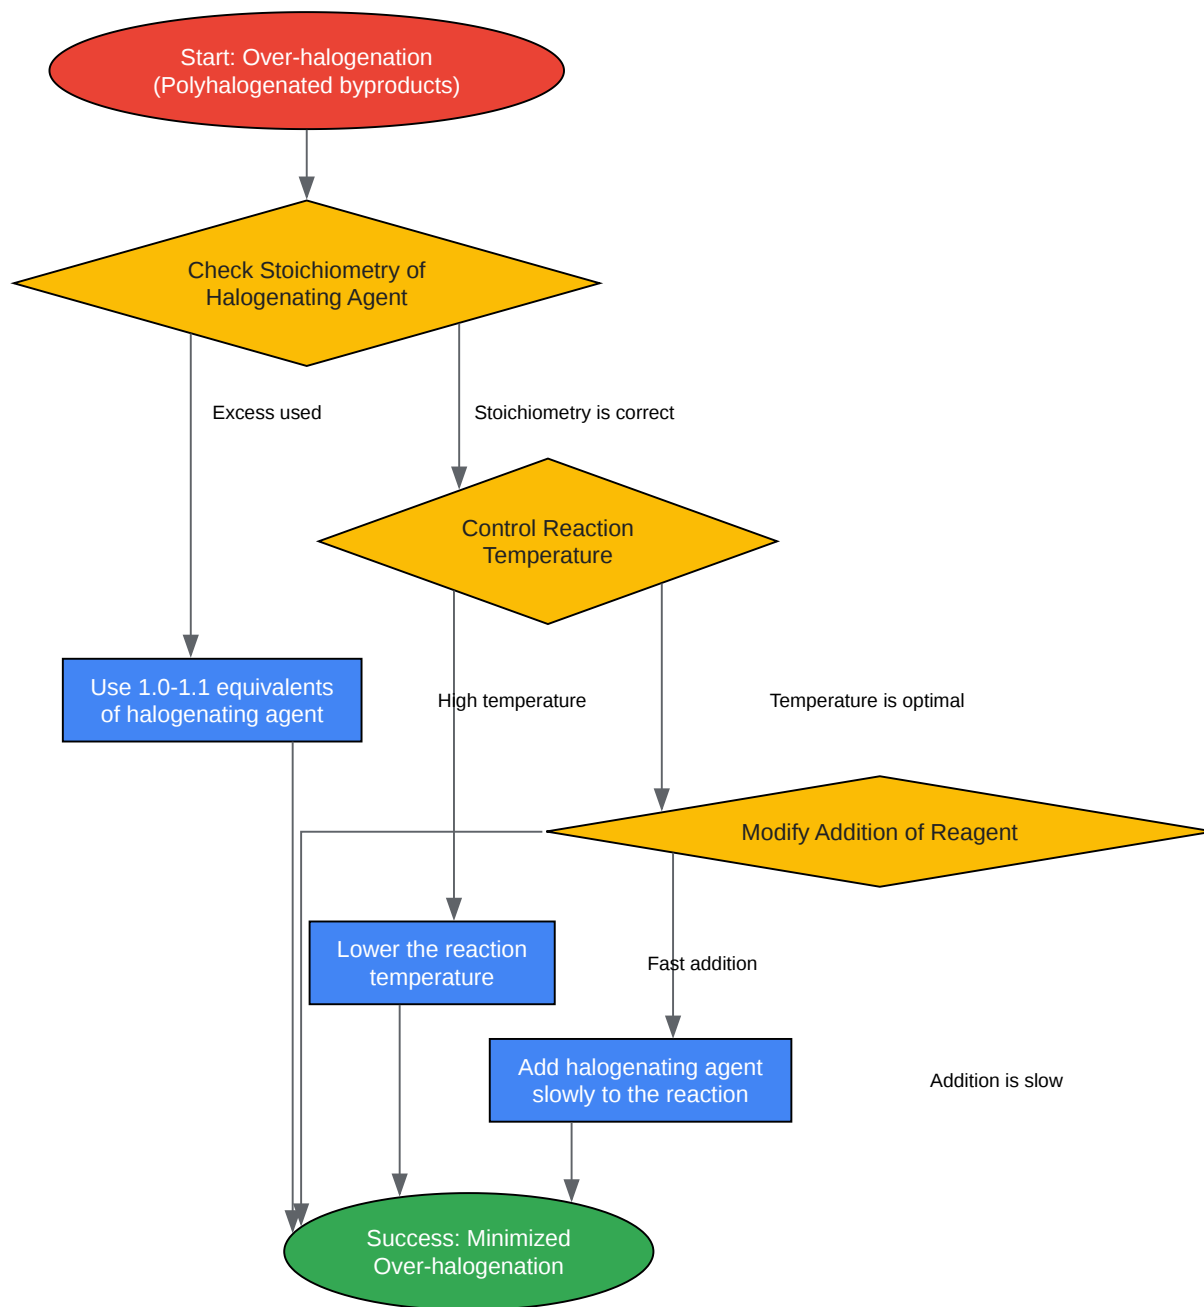 Start: Over-halogenation
(Polyhalogenated byproducts)
Check Stoichiometry of
Halogenating Agent
Excess used
Stoichiometry is correct
Control Reaction
Temperature
Use 1.0-1.1 equivalents
of halogenating agent
High temperature
Temperature is optimal
Modify Addition of Reagent
Lower the reaction
temperature
Fast addition
Add halogenating agent
slowly to the reaction
Addition is slow
Success: Minimized
Over-halogenation